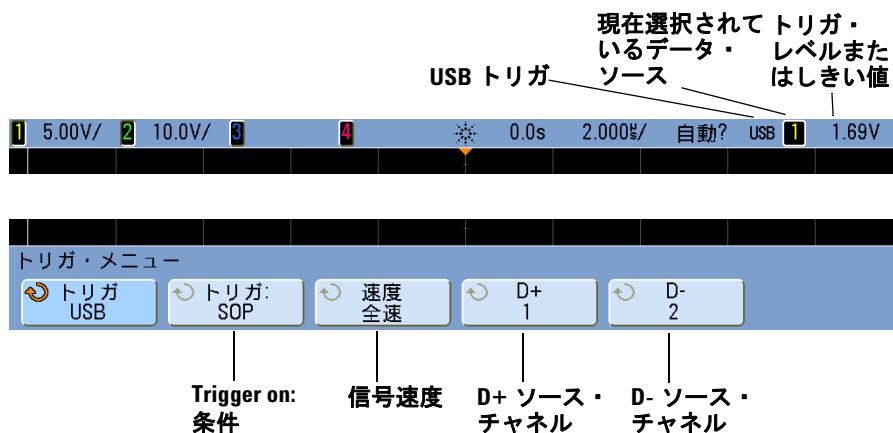 現在選択されて
いるデータ・
ソース
トリガ・
レベルまた
はしきい値
USB トリガ
1 5.00V/ 2 10.0V/ 3 4 0.0s 2.000µs/ 自動? USB 1 1.69V
トリガ・メニュー
トリガ
USB
トリガ:
SOP
速度
全速
D+
1
D-
2
Trigger on:
条件
信号速度
D+ ソース・
チャネル
D- ソース・
チャネル